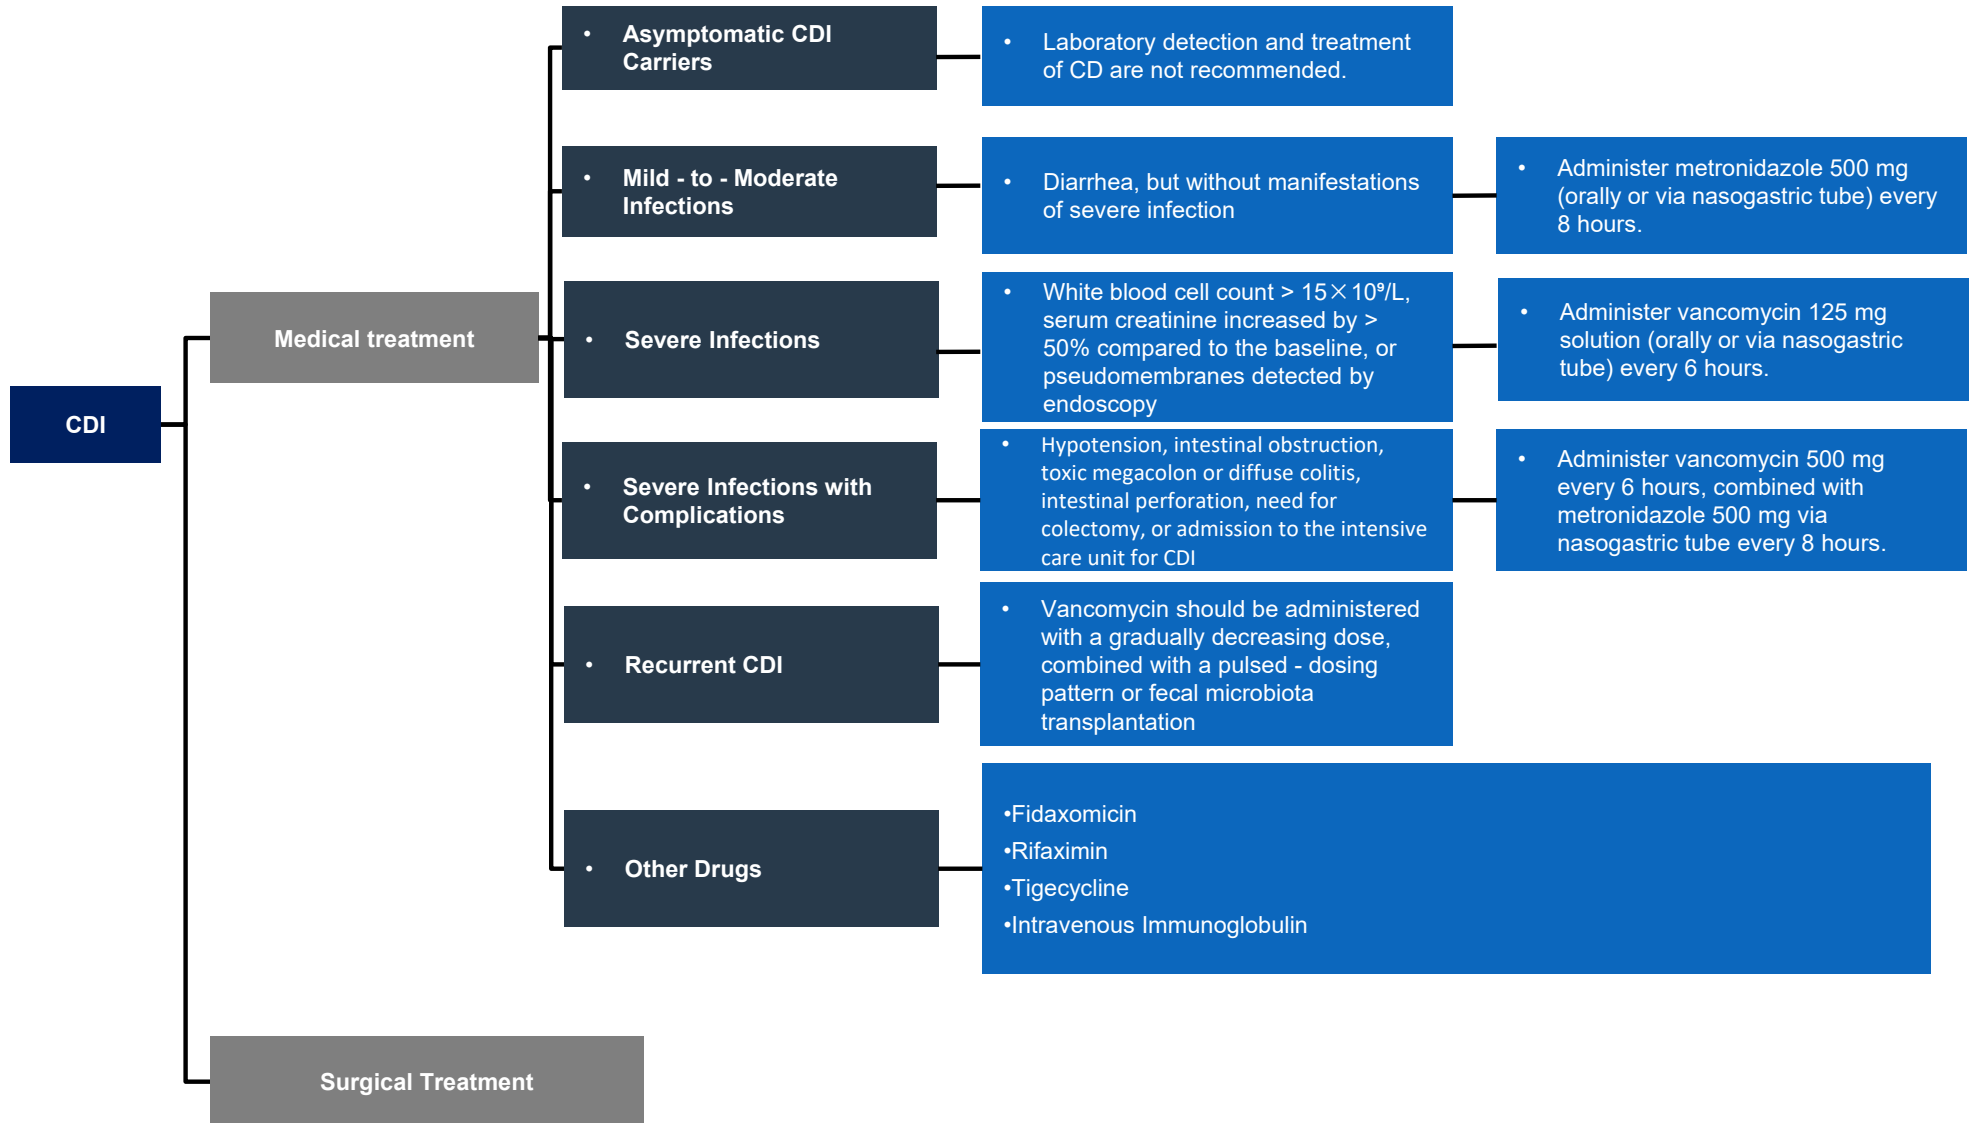 CDI
Medical treatment
• Asymptomatic CDI
Carriers
• Laboratory detection and treatment
of CD are not recommended.
• Mild - to - Moderate
Infections
• Diarrhea, but without manifestations
of severe infection
• Administer metronidazole 500 mg
(orally or via nasogastric tube) every
8 hours.
• Severe Infections
• White blood cell count > 15×10⁹/L,
serum creatinine increased by >
50% compared to the baseline, or
pseudomembranes detected by
endoscopy
• Administer vancomycin 125 mg
solution (orally or via nasogastric
tube) every 6 hours.
• Severe Infections with
Complications
• Hypotension, intestinal obstruction,
toxic megacolon or diffuse colitis,
intestinal perforation, need for
colectomy, or admission to the intensive
care unit for CDI
• Administer vancomycin 500 mg
every 6 hours, combined with
metronidazole 500 mg via
nasogastric tube every 8 hours.
• Recurrent CDI
• Vancomycin should be administered
with a gradually decreasing dose,
combined with a pulsed - dosing
pattern or fecal microbiota
transplantation
• Other Drugs
•Fidaxomicin
•Rifaximin
•Tigecycline
•Intravenous Immunoglobulin
Surgical Treatment